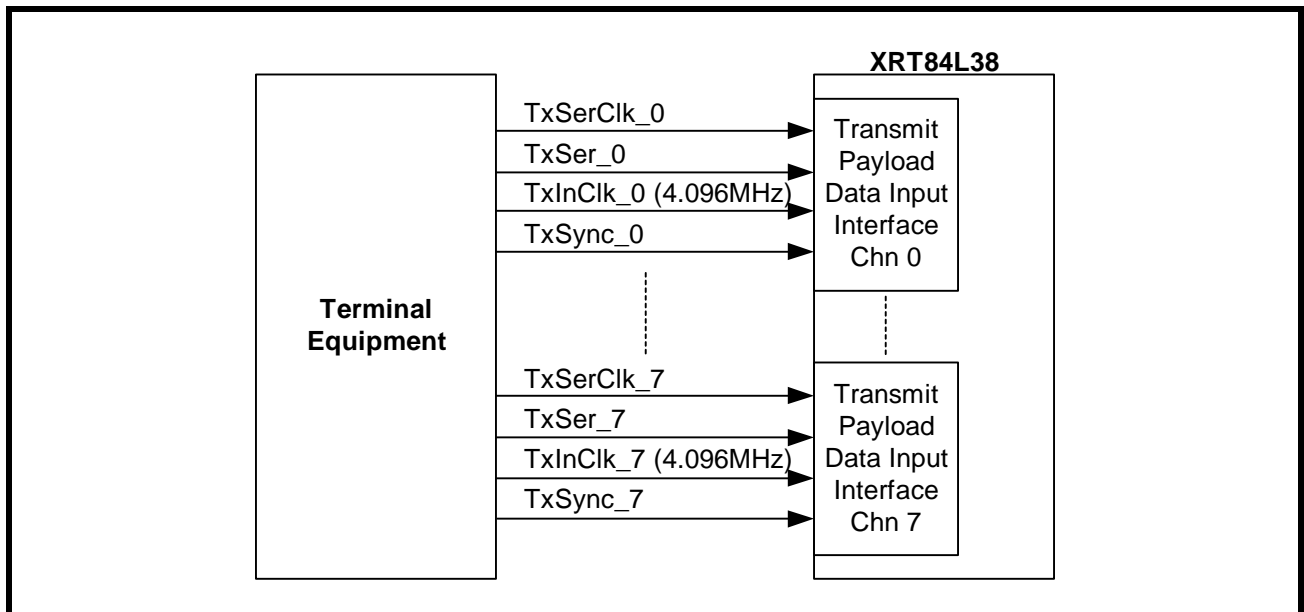 XRT84L38
TxSerClk_0
TxSer_0
TxInClk_0 (4.096MHz)
TxSync_0
Transmit
Payload
Data Input
Interface
Chn 0
Terminal
Equipment
TxSerClk_7
TxSer_7
TxInClk_7 (4.096MHz)
TxSync_7
Transmit
Payload
Data Input
Interface
Chn 7